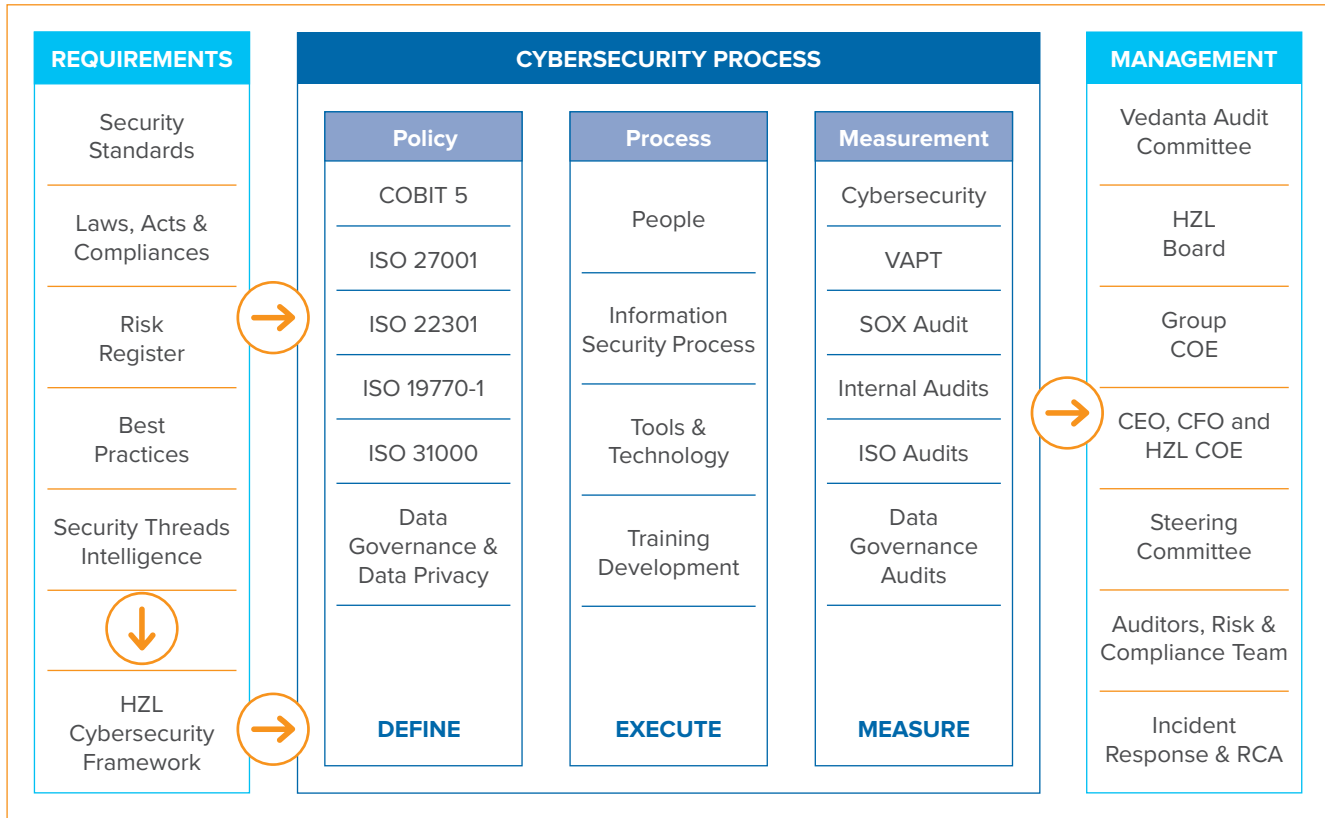 REQUIREMENTS
Security
Standards
Laws, Acts &
Compliances
Risk
Register
Best
Practices
Security Threads
Intelligence
HZL
Cybersecurity
Framework
CYBERSECURITY PROCESS
Policy
COBIT 5
ISO 27001
ISO 22301
ISO 19770-1
ISO 31000
Data
Governance &
Data Privacy
DEFINE
Process
People
Information
Security Process
Tools &
Technology
Training
Development
EXECUTE
Measurement
Cybersecurity
VAPT
SOX Audit
Internal Audits
ISO Audits
Data
Governance
Audits
MEASURE
MANAGEMENT
Vedanta Audit
Committee
HZL
Board
Group
COE
CEO, CFO and
HZL COE
Steering
Committee
Auditors, Risk &
Compliance Team
Incident
Response & RCA